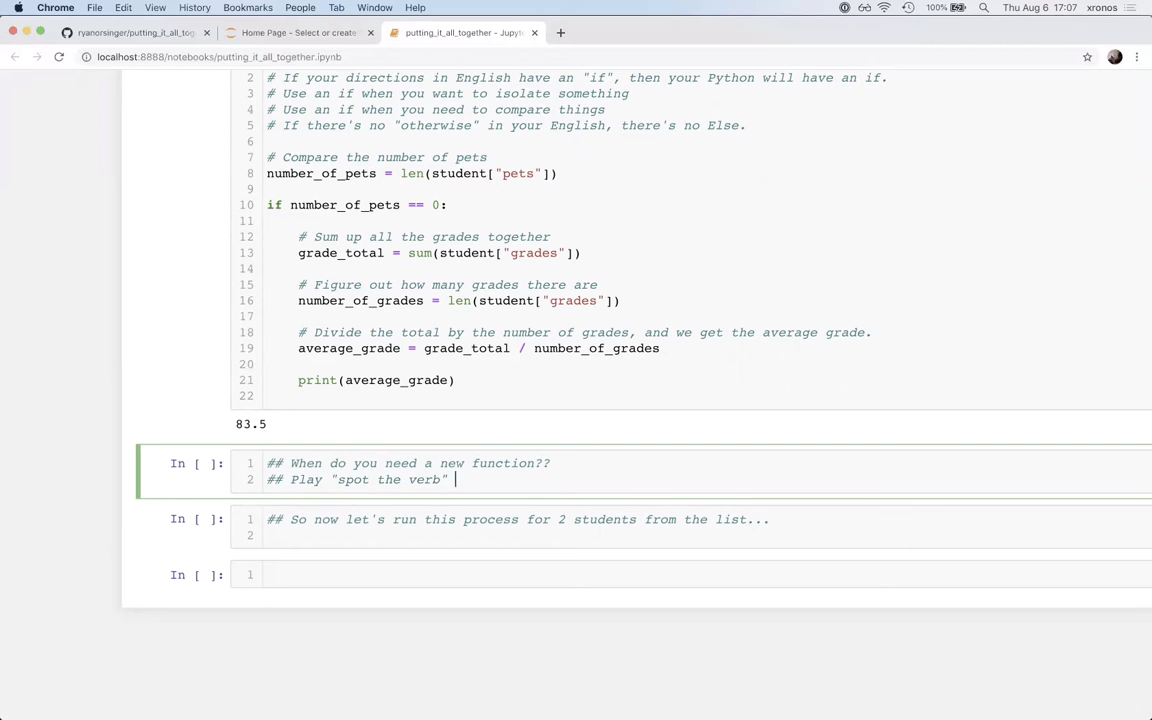 Chrome File Edit View History Bookmarks People Tab Window Help 100% Thu Aug 6 17:07 xronos
ryanorsinger/putting_it_all_tog × Home Page - Select or create × putting_it_all_together - Jupyt × +
localhost:8888/notebooks/putting_it_all_together.ipynb
2 # If your directions in English have an "if", then your Python will have an if.
3 # Use an if when you want to isolate something
4 # Use an if when you need to compare things
5 # If there's no "otherwise" in your English, there's no Else.
6
7 # Compare the number of pets
8 number_of_pets = len(student["pets"])
9
10 if number_of_pets == 0:
11
12 # Sum up all the grades together
13 grade_total = sum(student["grades"])
14
15 # Figure out how many grades there are
16 number_of_grades = len(student["grades"])
17
18 # Divide the total by the number of grades, and we get the average grade.
19 average_grade = grade_total / number_of_grades
20
21 print(average_grade)
22
83.5
In [ ]: 1 ## When do you need a new function??
2 ## Play "spot the verb"
In [ ]: 1 ## So now let's run this process for 2 students from the list...
2
In [ ]: 1